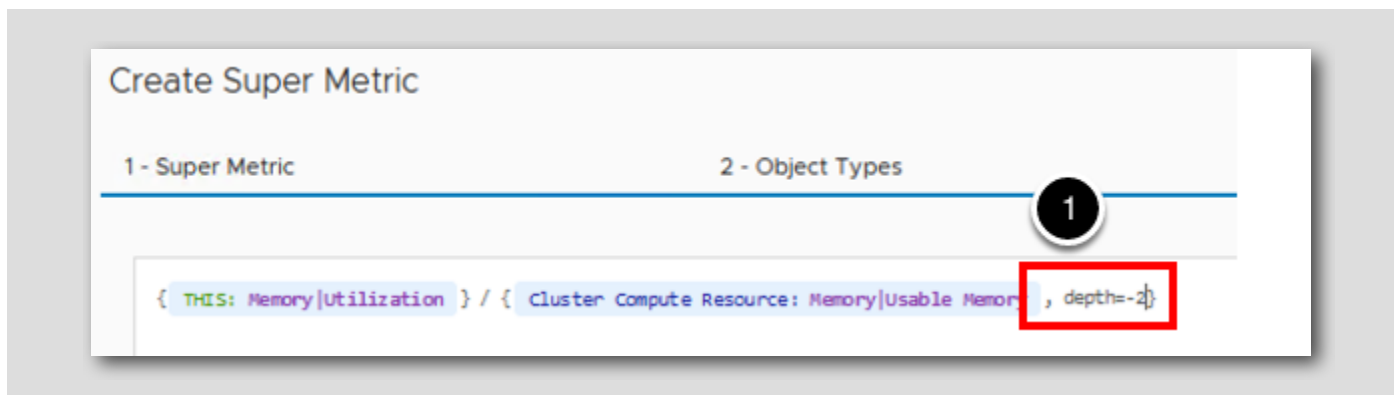 Create Super Metric
1 - Super Metric 2 - Object Types
1
{ THIS: Memory|Utilization } / { Cluster Compute Resource: Memory|Usable Memory , depth=-2}